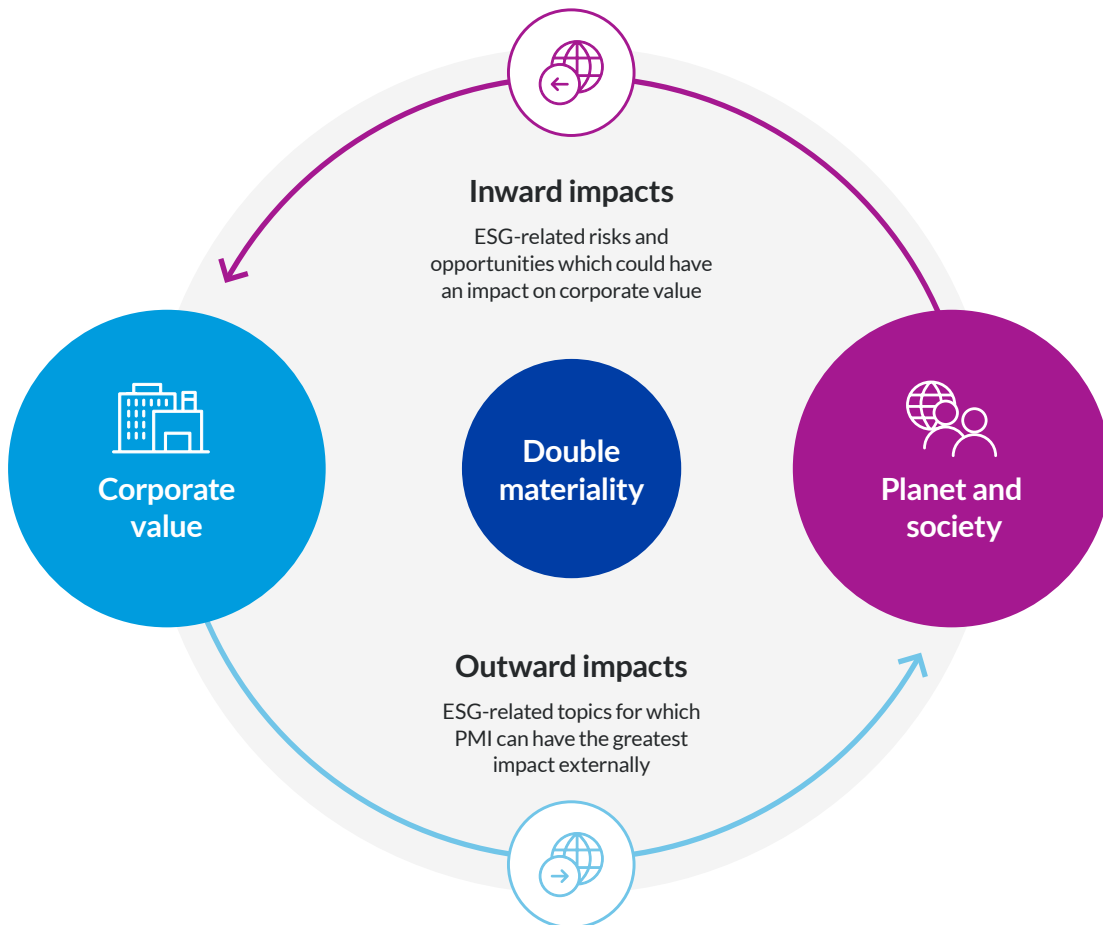 Inward impacts
ESG-related risks and
opportunities which could have
an impact on corporate value
Corporate
value
Double
materiality
Planet and
society
Outward impacts
ESG-related topics for which
PMI can have the greatest
impact externally